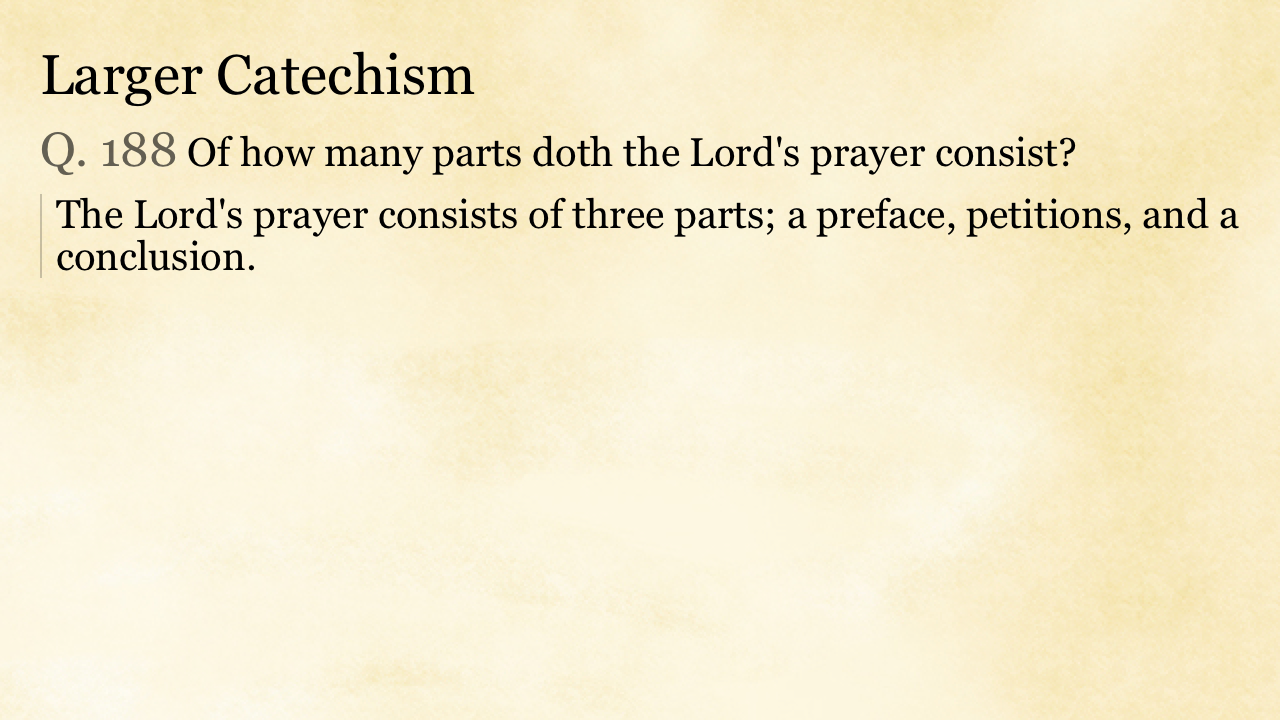 Larger Catechism
Q. 188 Of how many parts doth the Lord's prayer consist?
The Lord's prayer consists of three parts; a preface, petitions, and a
conclusion.